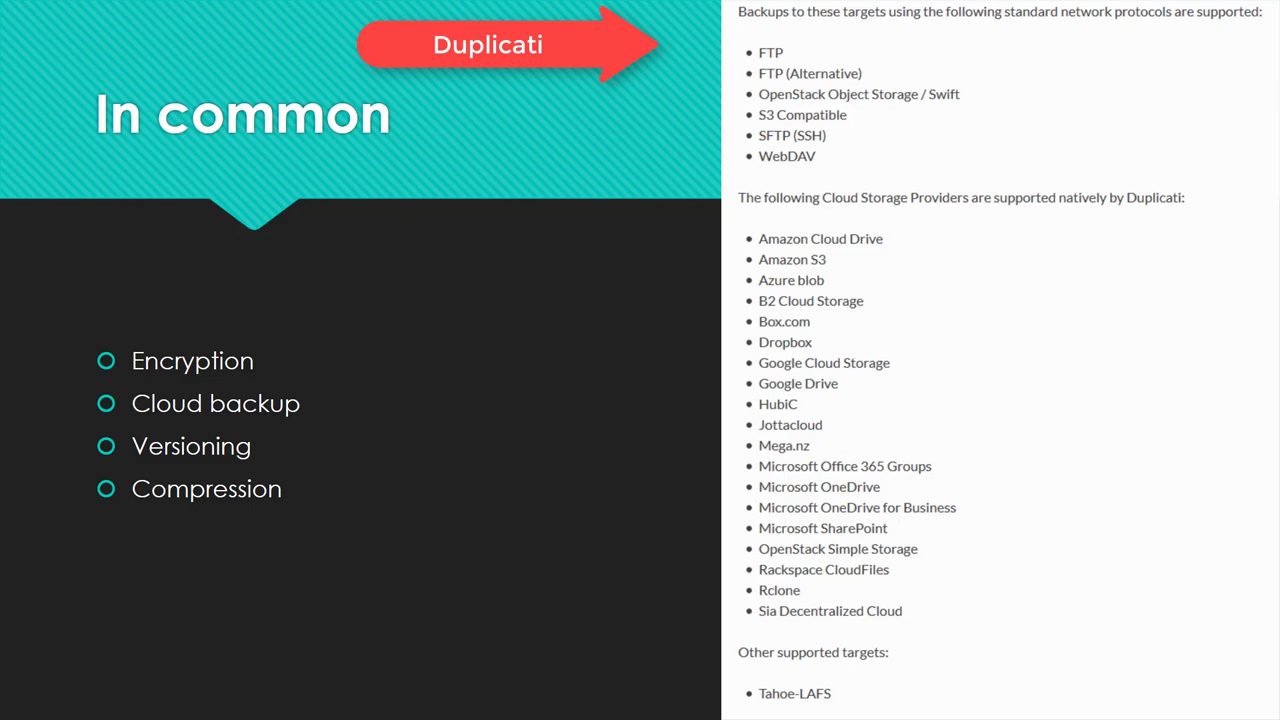 Duplicati
In common
Encryption
Cloud backup
Versioning
Compression
Backups to these targets using the following standard network protocols are supported:
FTP
FTP (Alternative)
OpenStack Object Storage / Swift
S3 Compatible
SFTP (SSH)
WebDAV
The following Cloud Storage Providers are supported natively by Duplicati:
Amazon Cloud Drive
Amazon S3
Azure blob
B2 Cloud Storage
Box.com
Dropbox
Google Cloud Storage
Google Drive
HubiC
Jottacloud
Mega.nz
Microsoft Office 365 Groups
Microsoft OneDrive
Microsoft OneDrive for Business
Microsoft SharePoint
OpenStack Simple Storage
Rackspace CloudFiles
Rclone
Sia Decentralized Cloud
Other supported targets:
Tahoe-LAFS